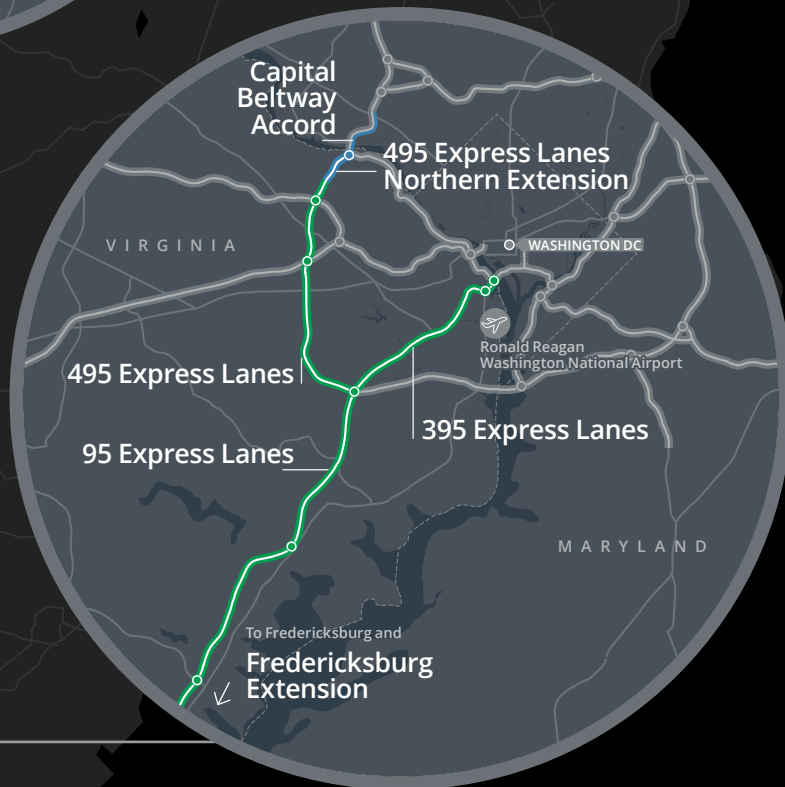 Capital
Beltway
Accord
495 Express Lanes
Northern Extension
VIRGINIA
WASHINGTON DC
Ronald Reagan
Washington National Airport
495 Express Lanes
395 Express Lanes
95 Express Lanes
MARYLAND
To Fredericksburg and
Fredericksburg
Extension